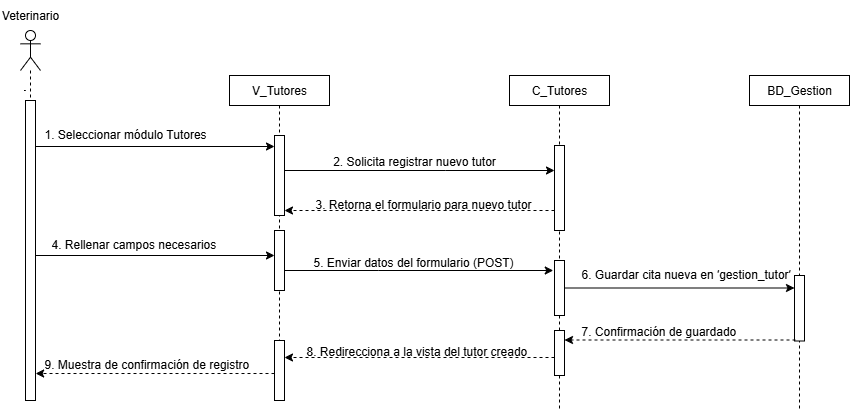 Veterinario
V_Tutores
C_Tutores
BD_Gestion
1. Seleccionar módulo Tutores
2. Solicita registrar nuevo tutor
3. Retorna el formulario para nuevo tutor
4. Rellenar campos necesarios
5. Enviar datos del formulario (POST)
6. Guardar cita nueva en 'gestion_tutor'
7. Confirmación de guardado
8. Redirecciona a la vista del tutor creado
9. Muestra de confirmación de registro